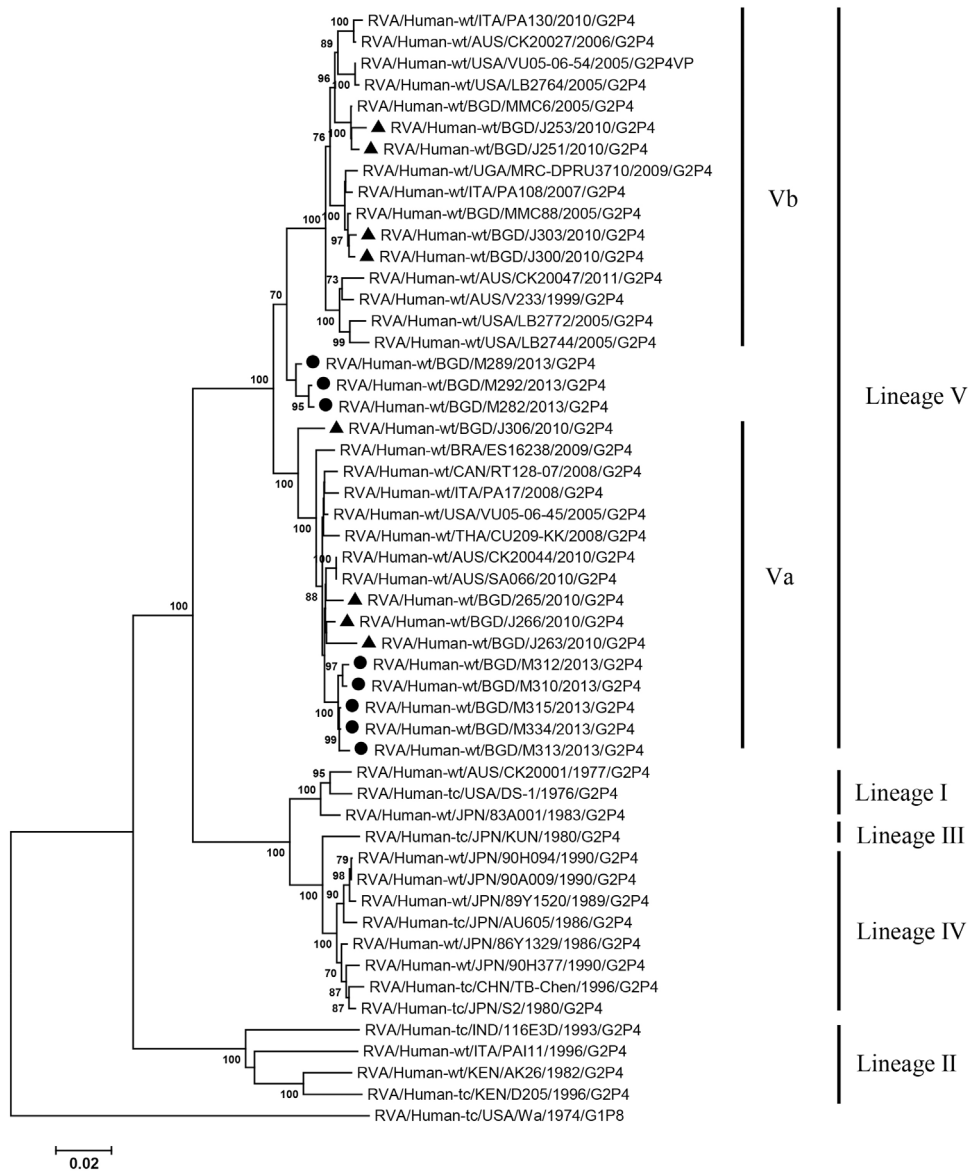 RVA/Human-wt/ITA/PA130/2010/G2P4
100
RVA/Human-wt/AUS/CK20027/2006/G2P4
89
RVA/Human-wt/USA/VU05-06-54/2005/G2P4VP
96
RVA/Human-wt/USA/LB2764/2005/G2P4
100
RVA/Human-wt/BGD/MMC6/2005/G2P4
RVA/Human-wt/BGD/J253/2010/G2P4
76
100
RVA/Human-wt/BGD/J251/2010/G2P4
RVA/Human-wt/UGA/MRC-DPRU3710/2009/G2P4
RVA/Human-wt/ITA/PA108/2007/G2P4
Vb
100
100
RVA/Human-wt/BGD/MMC88/2005/G2P4
RVA/Human-wt/BGD/J303/2010/G2P4
97
RVA/Human-wt/BGD/J300/2010/G2P4
73
RVA/Human-wt/AUS/CK20047/2011/G2P4
70
RVA/Human-wt/AUS/V233/1999/G2P4
100
RVA/Human-wt/USA/LB2772/2005/G2P4
99
RVA/Human-wt/USA/LB2744/2005/G2P4
RVA/Human-wt/BGD/M289/2013/G2P4
100
RVA/Human-wt/BGD/M292/2013/G2P4
95
RVA/Human-wt/BGD/M282/2013/G2P4
Lineage V
RVA/Human-wt/BGD/J306/2010/G2P4
RVA/Human-wt/BRA/ES16238/2009/G2P4
100
RVA/Human-wt/CAN/RT128-07/2008/G2P4
RVA/Human-wt/ITA/PA17/2008/G2P4
RVA/Human-wt/USA/VU05-06-45/2005/G2P4
100
RVA/Human-wt/THA/CU209-KK/2008/G2P4
100
RVA/Human-wt/AUS/CK20044/2010/G2P4
RVA/Human-wt/AUS/SA066/2010/G2P4
Va
88
RVA/Human-wt/BGD/265/2010/G2P4
100
RVA/Human-wt/BGD/J266/2010/G2P4
RVA/Human-wt/BGD/J263/2010/G2P4
97
RVA/Human-wt/BGD/M312/2013/G2P4
RVA/Human-wt/BGD/M310/2013/G2P4
100
RVA/Human-wt/BGD/M315/2013/G2P4
RVA/Human-wt/BGD/M334/2013/G2P4
99
RVA/Human-wt/BGD/M313/2013/G2P4
95
RVA/Human-wt/AUS/CK20001/1977/G2P4
100
RVA/Human-tc/USA/DS-1/1976/G2P4
Lineage I
RVA/Human-wt/JPN/83A001/1983/G2P4
RVA/Human-tc/JPN/KUN/1980/G2P4
Lineage III
100
79
RVA/Human-wt/JPN/90H094/1990/G2P4
98
RVA/Human-wt/JPN/90A009/1990/G2P4
100
90
RVA/Human-wt/JPN/89Y1520/1989/G2P4
RVA/Human-tc/JPN/AU605/1986/G2P4
Lineage IV
100
RVA/Human-wt/JPN/86Y1329/1986/G2P4
70
RVA/Human-wt/JPN/90H377/1990/G2P4
87
RVA/Human-tc/CHN/TB-Chen/1996/G2P4
87
RVA/Human-tc/JPN/S2/1980/G2P4
RVA/Human-tc/IND/116E3D/1993/G2P4
100
RVA/Human-wt/ITA/PAI11/1996/G2P4
Lineage II
RVA/Human-wt/KEN/AK26/1982/G2P4
100
RVA/Human-tc/KEN/D205/1996/G2P4
RVA/Human-tc/USA/Wa/1974/G1P8
0.02